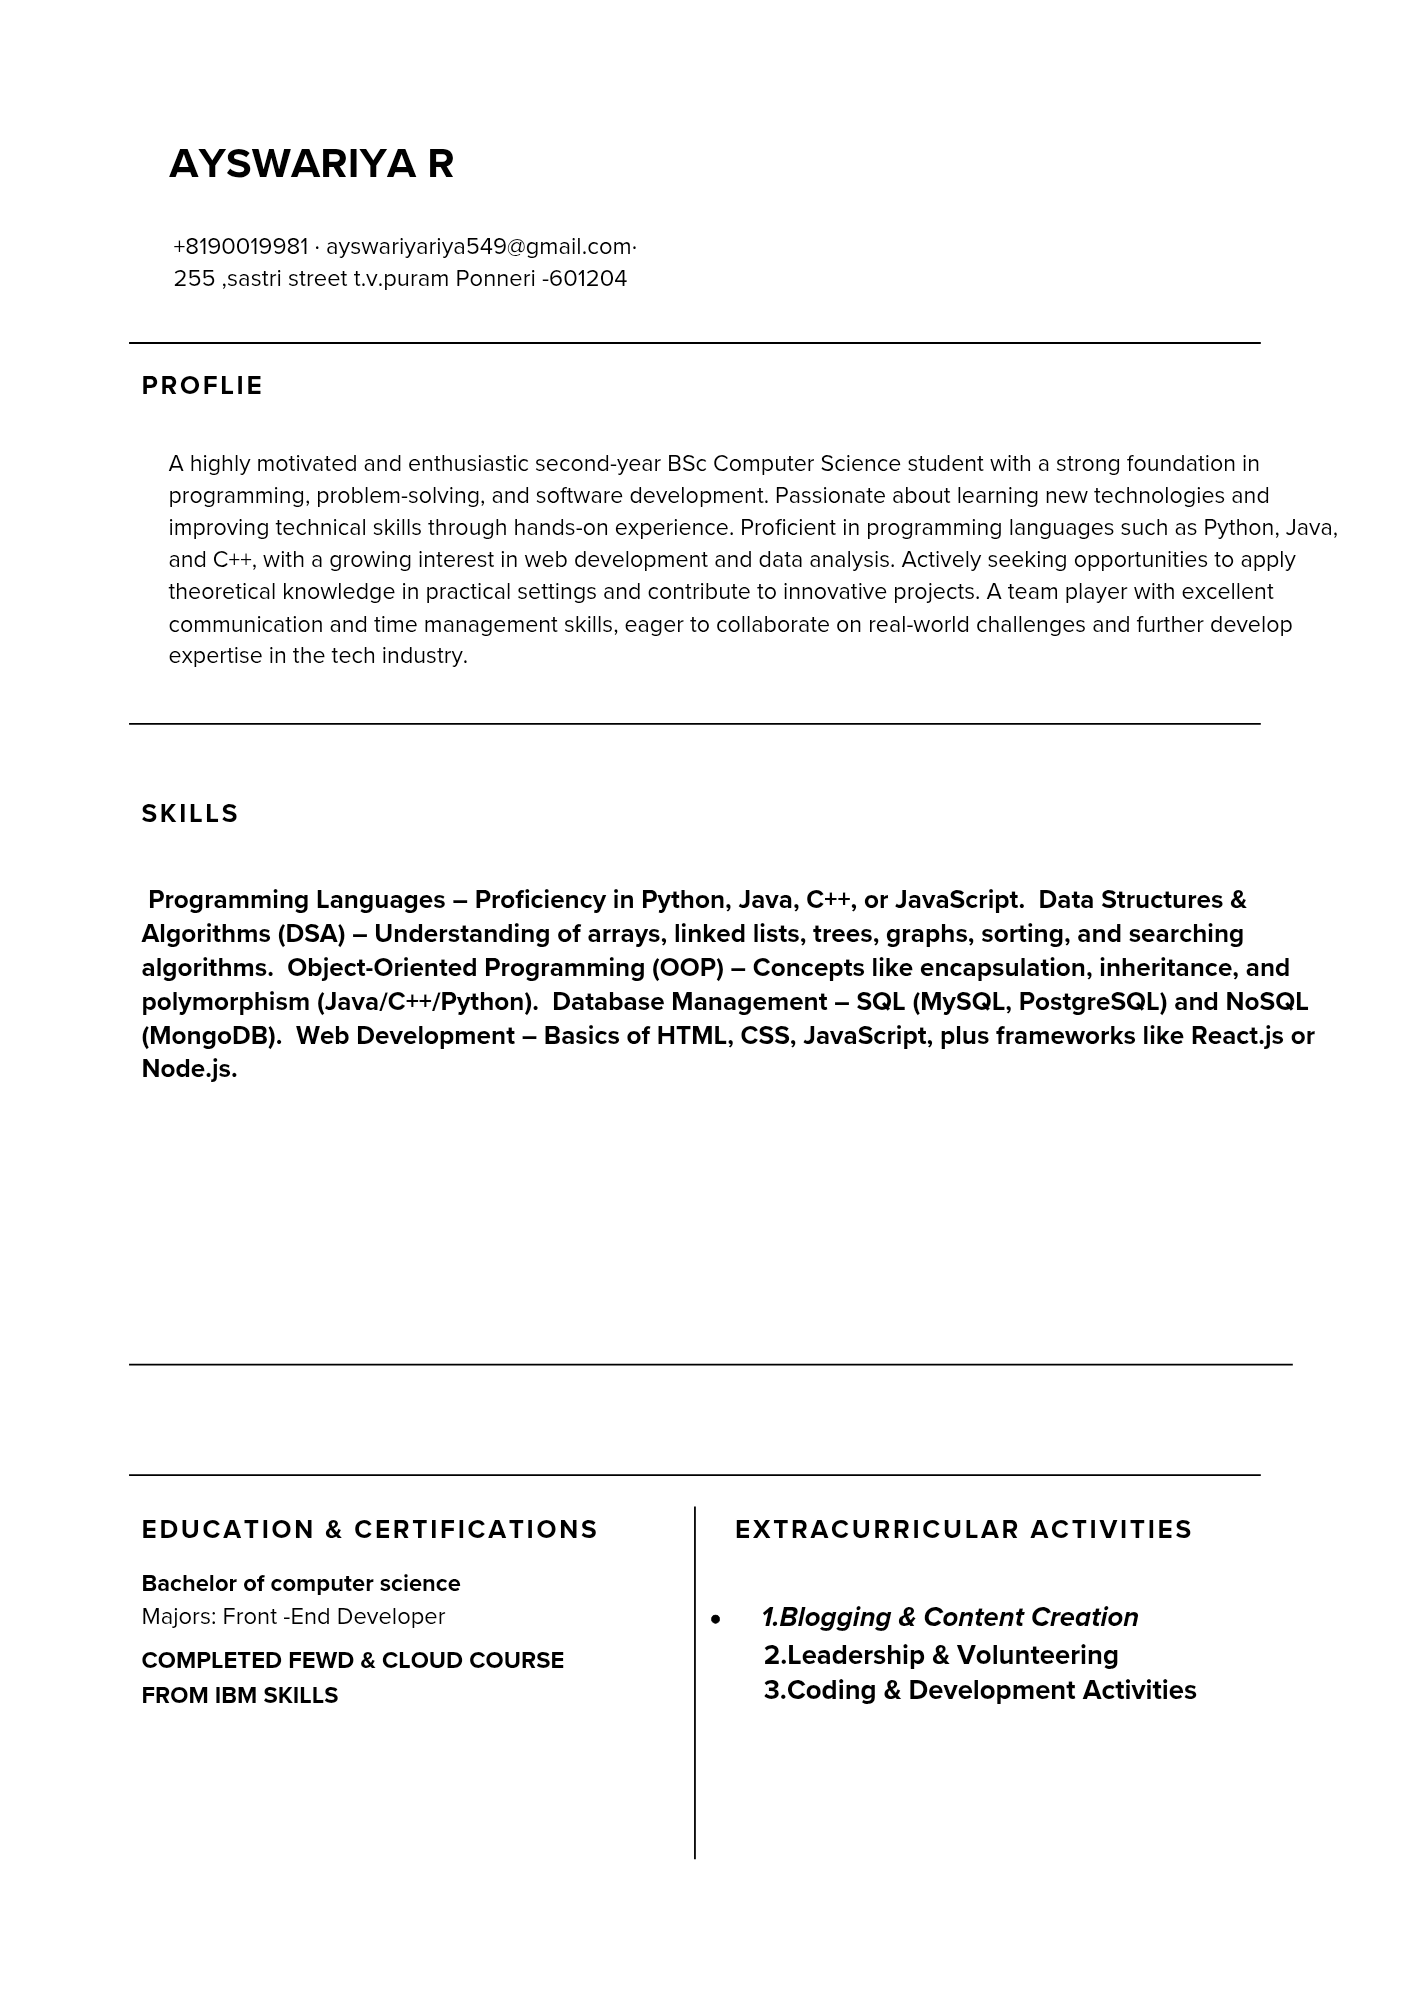 AYSWARIYA R
+8190019981 · ayswariyariya549@gmail.com·
255 ,sastri street t.v.puram Ponneri -601204
PROFLIE
A highly motivated and enthusiastic second-year BSc Computer Science student with a strong foundation in
programming, problem-solving, and software development. Passionate about learning new technologies and
improving technical skills through hands-on experience. Proficient in programming languages such as Python, Java,
and C++, with a growing interest in web development and data analysis. Actively seeking opportunities to apply
theoretical knowledge in practical settings and contribute to innovative projects. A team player with excellent
communication and time management skills, eager to collaborate on real-world challenges and further develop
expertise in the tech industry.
SKILLS
Programming Languages – Proficiency in Python, Java, C++, or JavaScript. Data Structures &
Algorithms (DSA) – Understanding of arrays, linked lists, trees, graphs, sorting, and searching
algorithms. Object-Oriented Programming (OOP) – Concepts like encapsulation, inheritance, and
polymorphism (Java/C++/Python). Database Management – SQL (MySQL, PostgreSQL) and NoSQL
(MongoDB). Web Development – Basics of HTML, CSS, JavaScript, plus frameworks like React.js or
Node.js.
EDUCATION & CERTIFICATIONS
Bachelor of computer science
Majors: Front -End Developer
COMPLETED FEWD & CLOUD COURSE
FROM IBM SKILLS
EXTRACURRICULAR ACTIVITIES
• 1.Blogging & Content Creation
2.Leadership & Volunteering
3.Coding & Development Activities